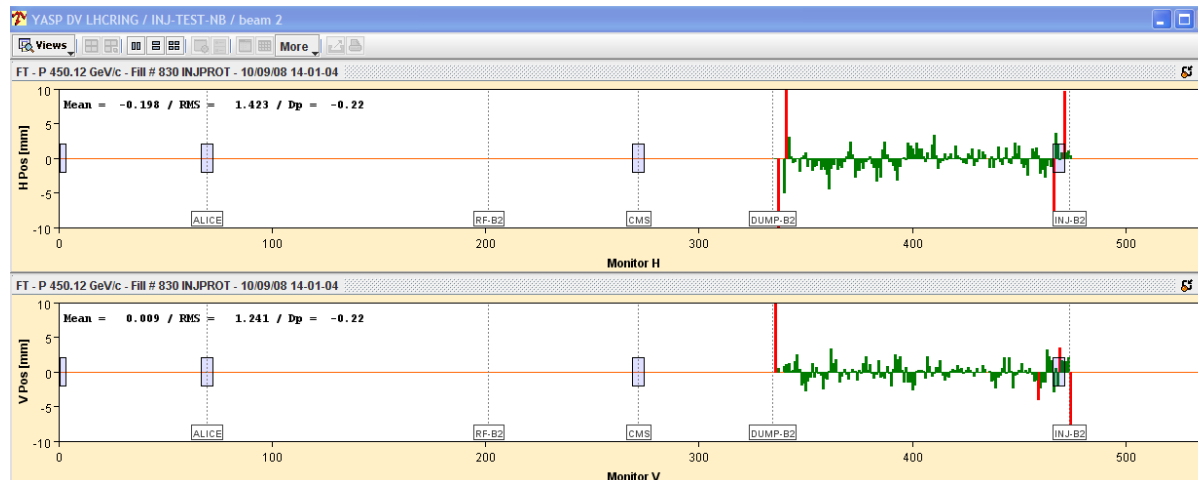 YASP DV LHCRING / INJ-TEST-NB / beam 2
Views More
FT - P 450.12 GeV/c - Fill # 830 INJPROT - 10/09/08 14-01-04
Mean = -0.198 / RMS = 1.423 / Dp = -0.22
H Pos [mm]
10
5
0
-5
-10
ALICE RF-B2 CMS DUMP-B2 INJ-B2
0 100 200 300 400 500
Monitor H
FT - P 450.12 GeV/c - Fill # 830 INJPROT - 10/09/08 14-01-04
Mean = 0.009 / RMS = 1.241 / Dp = -0.22
V Pos [mm]
10
5
0
-5
-10
ALICE RF-B2 CMS DUMP-B2 INJ-B2
0 100 200 300 400 500
Monitor V